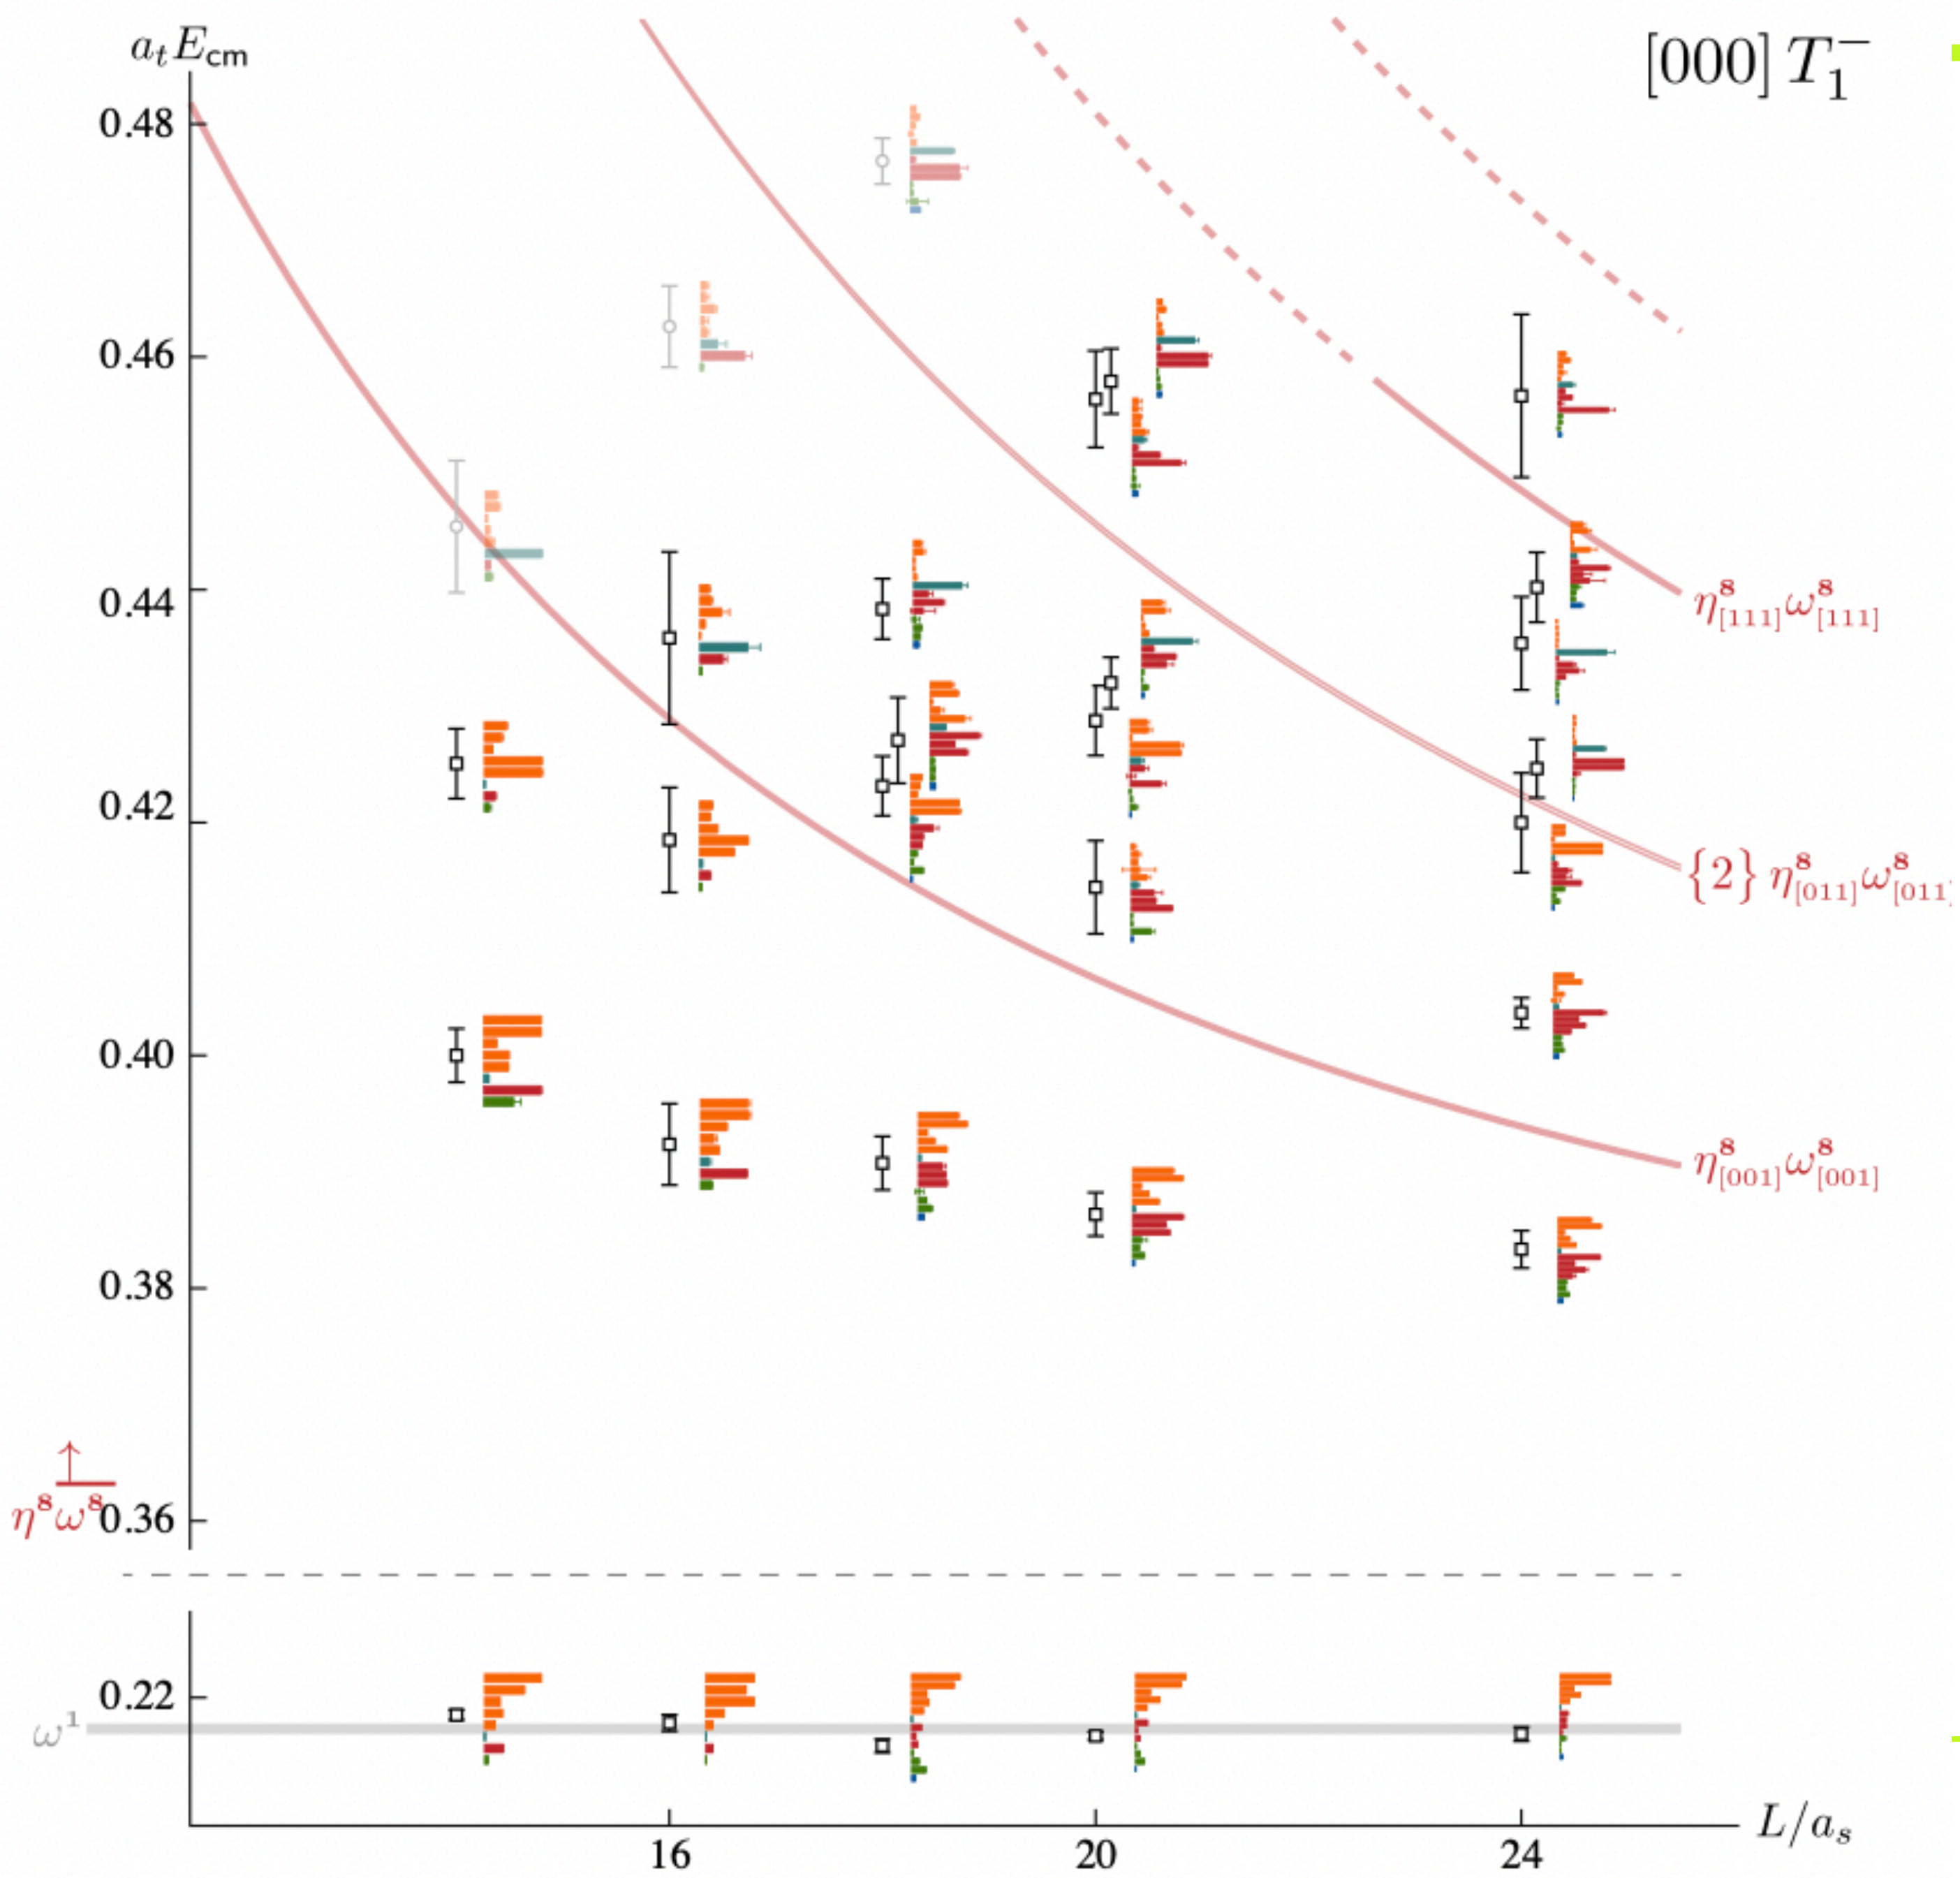 a_t E_cm
[000] T_1^-
0.48
0.46
0.44
η^8_[111] ω^8_[111]
0.42
{2} η^8_[011] ω^8_[011]
0.40
η^8_[001] ω^8_[001]
0.38
η^8 ω^8
0.36
0.22
ω^1
L/a_s
16 20 24